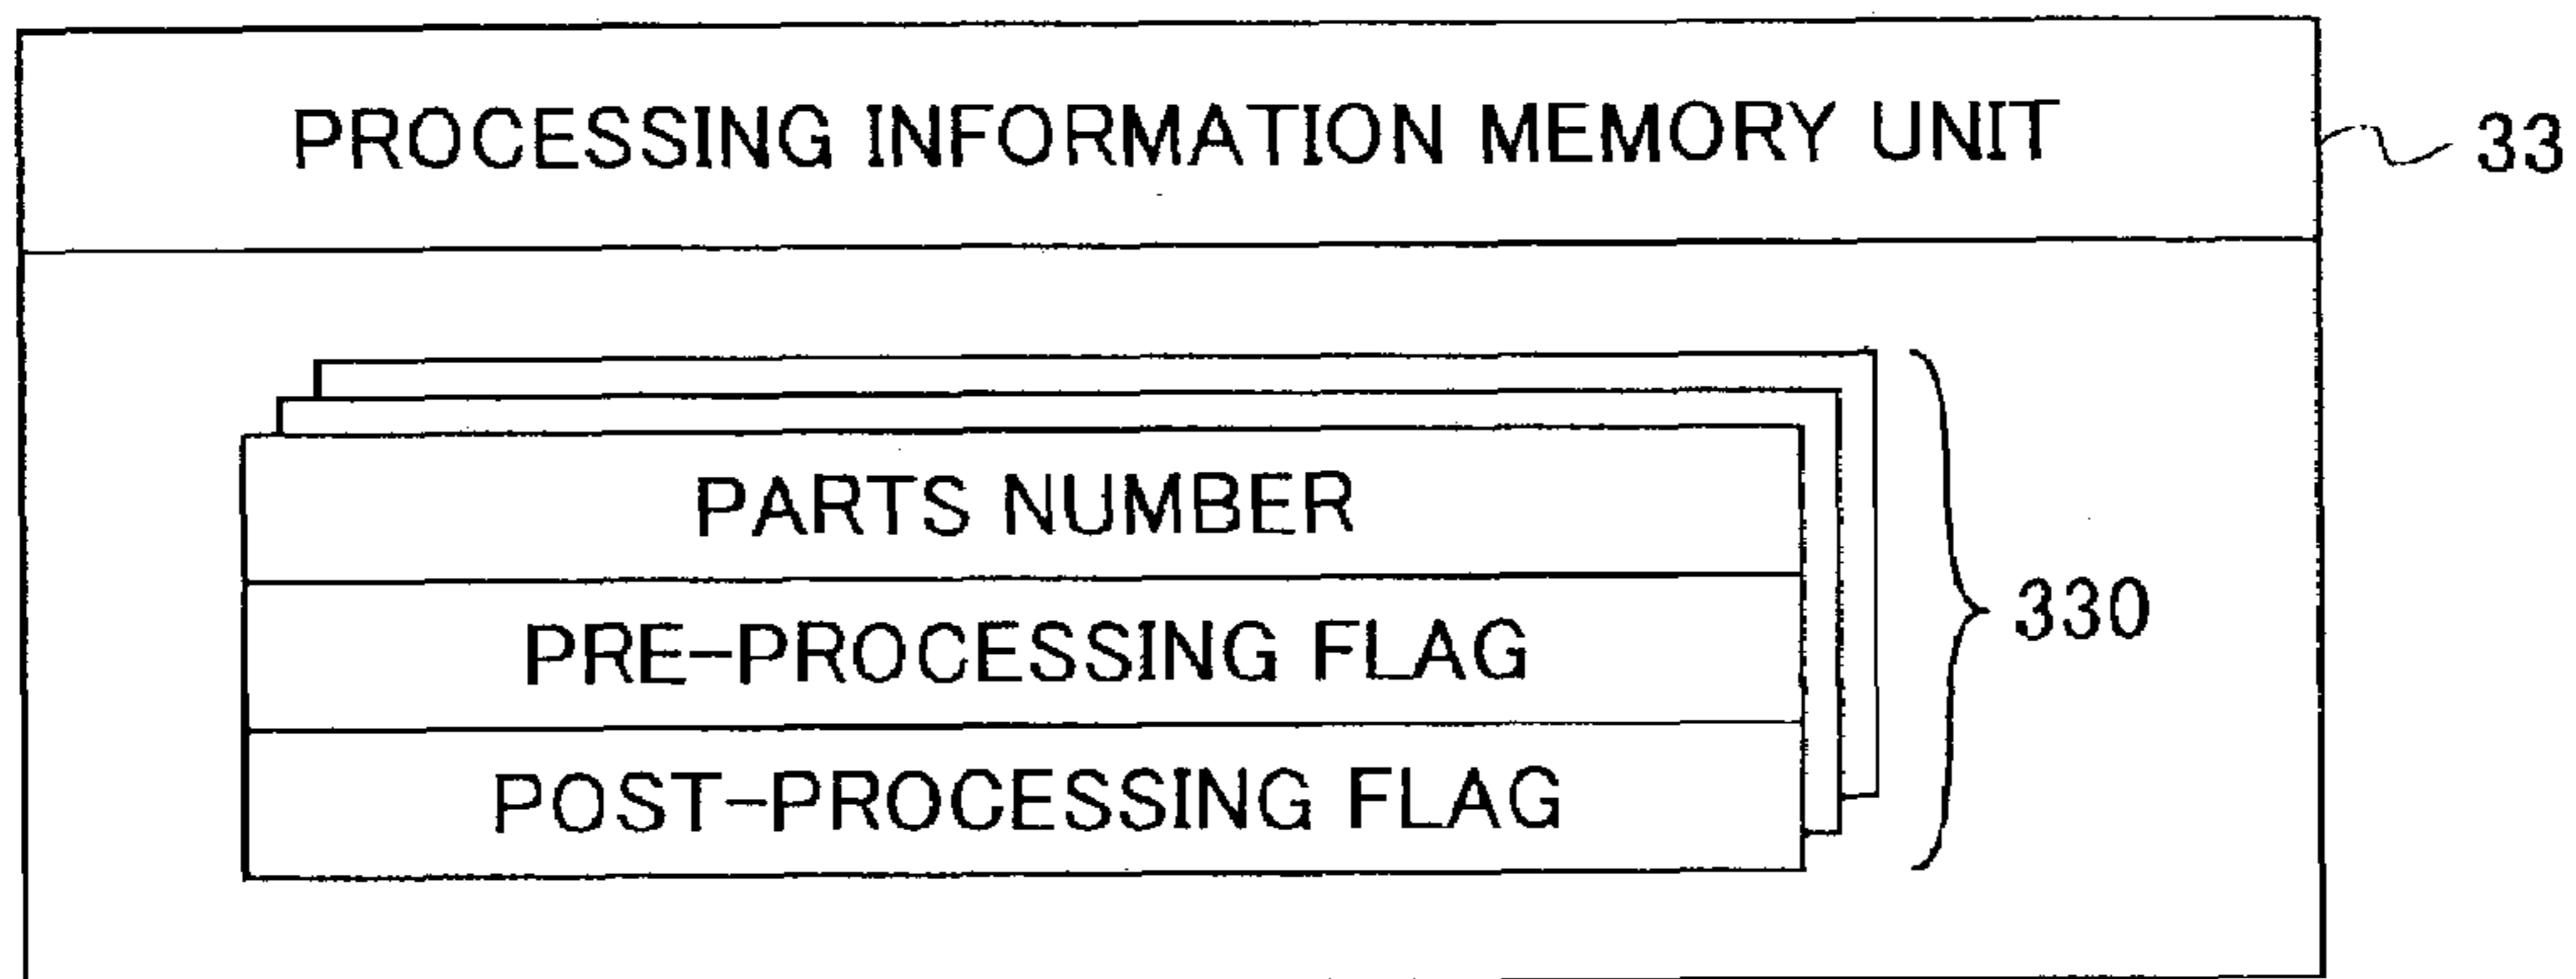 PROCESSING INFORMATION MEMORY UNIT
33
PARTS NUMBER
PRE-PROCESSING FLAG
330
POST-PROCESSING FLAG